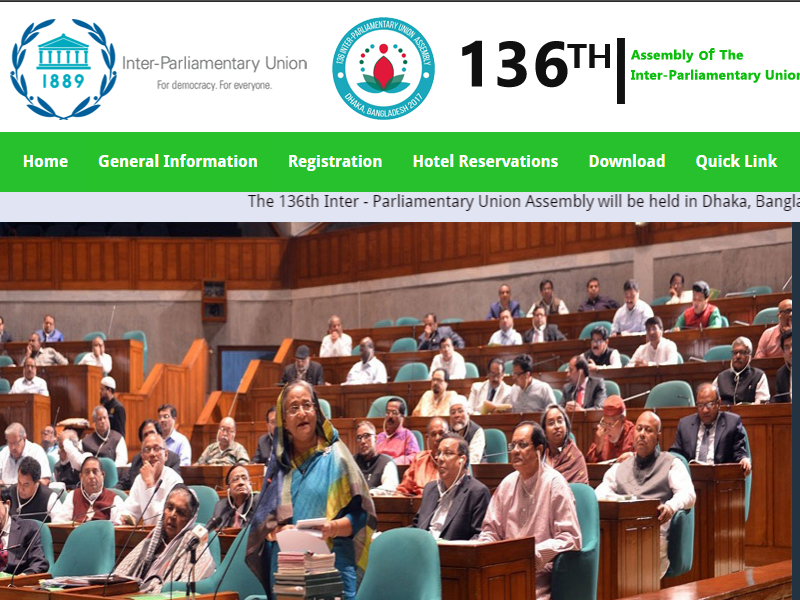 1889
Inter-Parliamentary Union
For democracy. For everyone.
136 INTER-PARLIAMENTARY UNION ASSEMBLY
DHAKA, BANGLADESH 2017
136TH
Assembly Of The
Inter-Parliamentary Union
Home General Information Registration Hotel Reservations Download Quick Link
The 136th Inter - Parliamentary Union Assembly will be held in Dhaka, Bangla